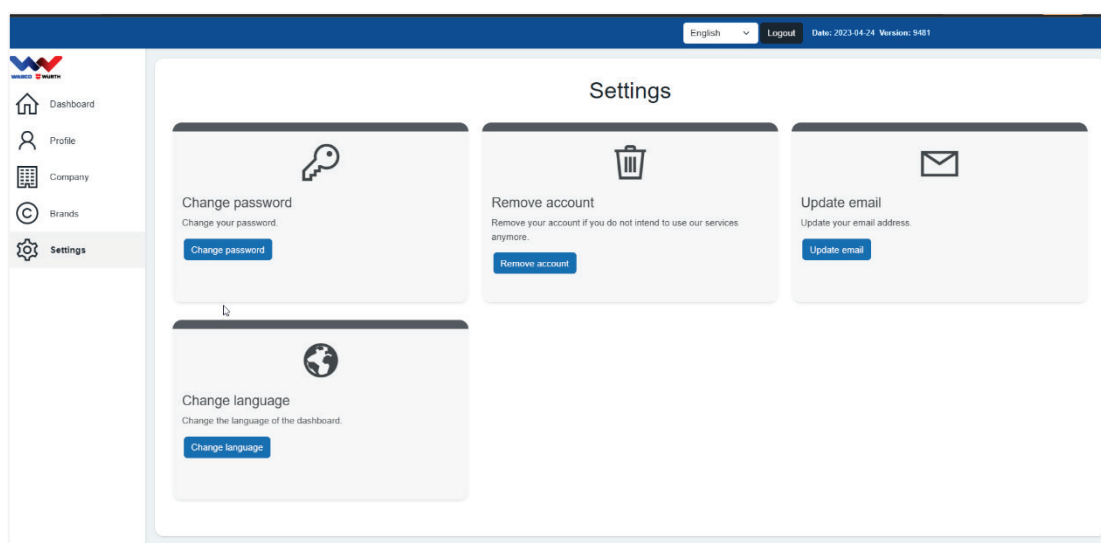 English
Logout
Date: 2023-04-24 Version: 9481
WABCO WURTH
Dashboard
Profile
Company
Brands
Settings
Settings
Change password
Change your password.
Change password
Remove account
Remove your account if you do not intend to use our services
anymore.
Remove account
Update email
Update your email address.
Update email
Change language
Change the language of the dashboard.
Change language